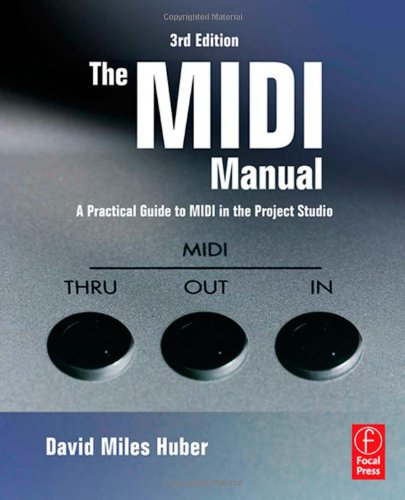 3rd Edition
The
MIDI
Manual
A Practical Guide to MIDI in the Project Studio
MIDI
THRU OUT IN
David Miles Huber
f
Focal
Press